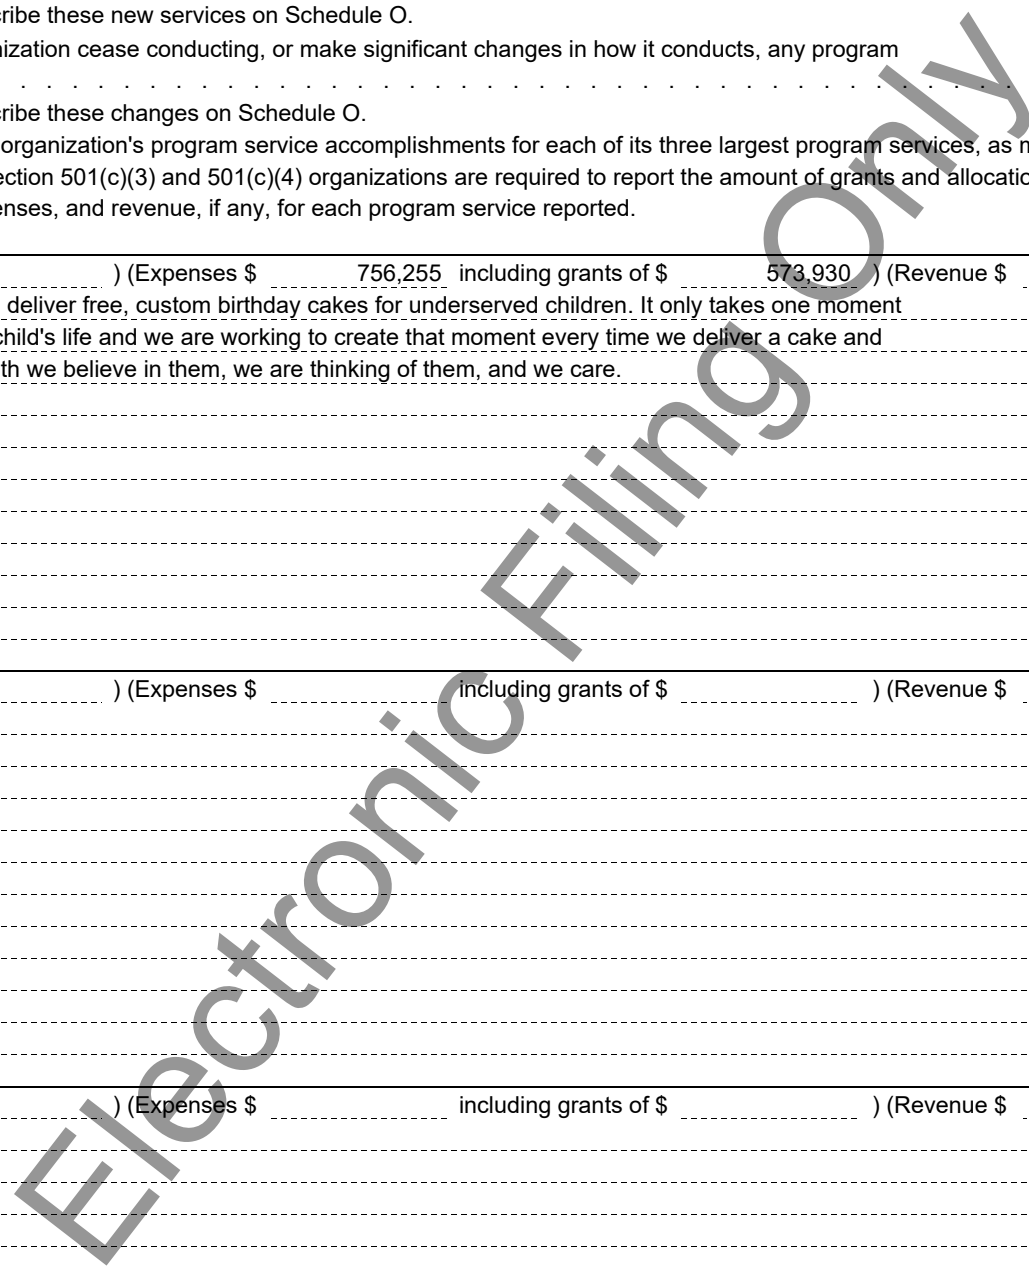 ribe these new services on Schedule O.
nization cease conducting, or make significant changes in how it conducts, any program
. . . . . . . . . . . . . . . . . . . . . . . . . . . . . . . . . . . . . . .
ribe these changes on Schedule O.
organization's program service accomplishments for each of its three largest program services, as m
ection 501(c)(3) and 501(c)(4) organizations are required to report the amount of grants and allocatio
enses, and revenue, if any, for each program service reported.
) (Expenses $ 756,255 including grants of $ 573,930 ) (Revenue $
deliver free, custom birthday cakes for underserved children. It only takes one moment
child's life and we are working to create that moment every time we deliver a cake and
th we believe in them, we are thinking of them, and we care.
) (Expenses $ including grants of $ ) (Revenue $
) (Expenses $ including grants of $ ) (Revenue $
Electronic Filing Only